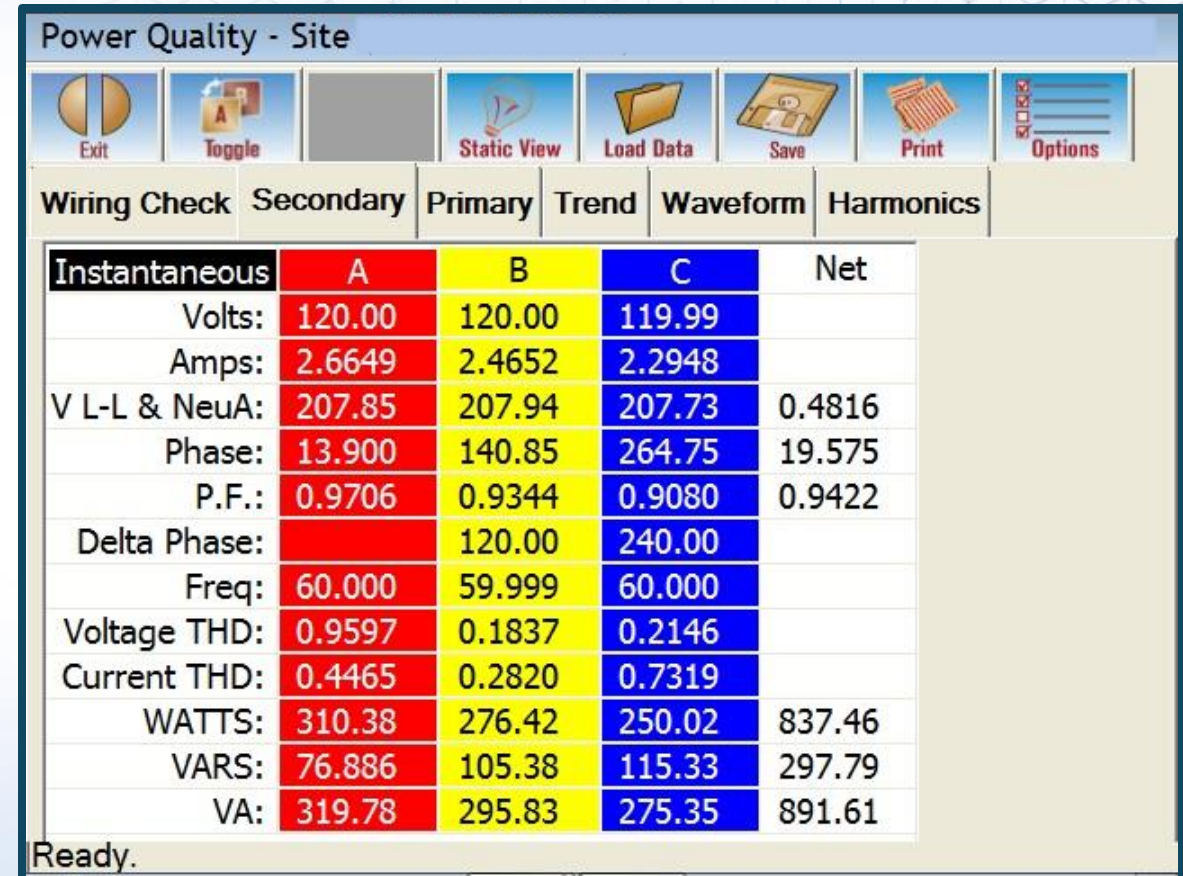 Power Quality - Site
Exit Toggle Static View Load Data Save Print Options
Wiring Check Secondary Primary Trend Waveform Harmonics
Instantaneous A B C Net
Volts: 120.00 120.00 119.99
Amps: 2.6649 2.4652 2.2948
V L-L & NeuA: 207.85 207.94 207.73 0.4816
Phase: 13.900 140.85 264.75 19.575
P.F.: 0.9706 0.9344 0.9080 0.9422
Delta Phase: 120.00 240.00
Freq: 60.000 59.999 60.000
Voltage THD: 0.9597 0.1837 0.2146
Current THD: 0.4465 0.2820 0.7319
WATTS: 310.38 276.42 250.02 837.46
VARS: 76.886 105.38 115.33 297.79
VA: 319.78 295.83 275.35 891.61
Ready.